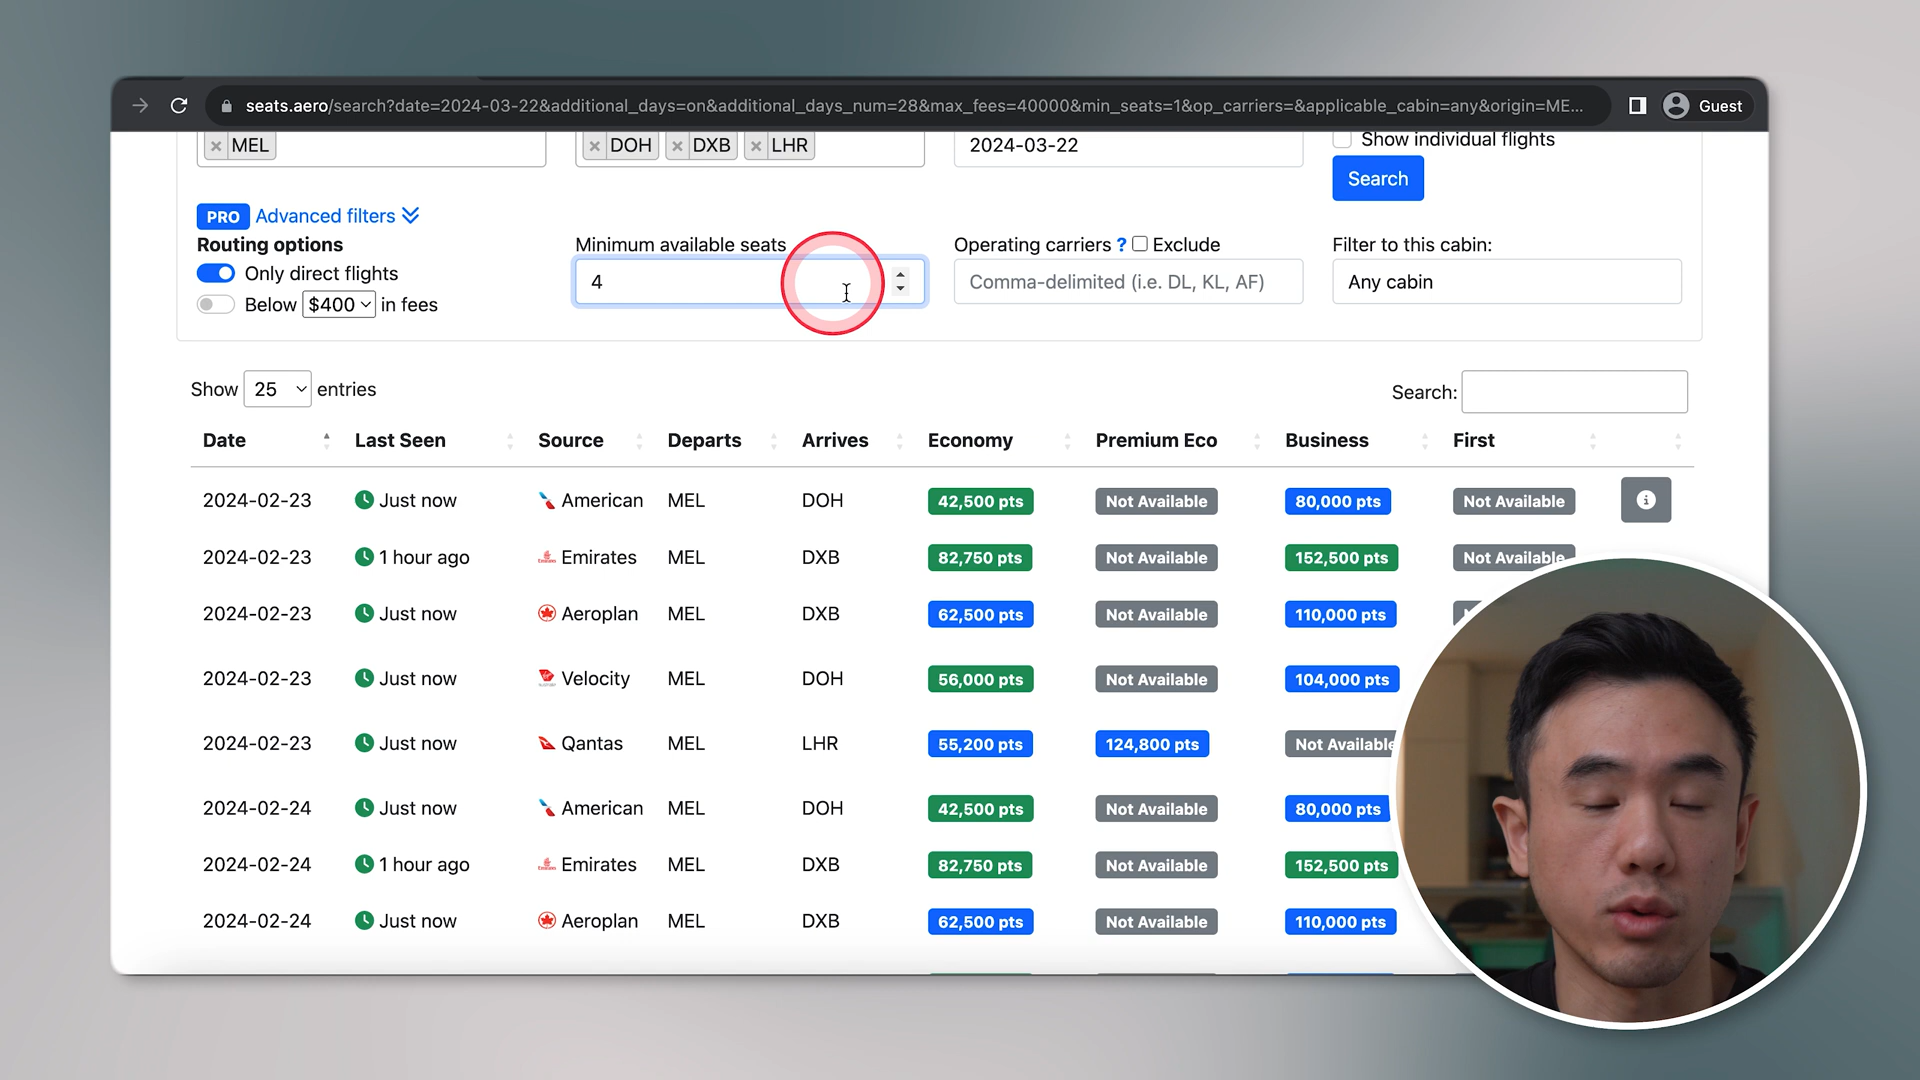 seats.aero/search?date=2024-03-22&additional_days=on&additional_days_num=28&max_fees=40000&min_seats=1&op_carriers=&applicable_cabin=any&origin=ME... Guest
× MEL × DOH × DXB × LHR 2024-03-22 Show individual flights
Search
PRO Advanced filters
Routing options Minimum available seats Operating carriers ? Exclude Filter to this cabin:
Only direct flights 4 Comma-delimited (i.e. DL, KL, AF) Any cabin
Below $400 in fees
Show 25 entries Search:
Date Last Seen Source Departs Arrives Economy Premium Eco Business First
2024-02-23 Just now American MEL DOH 42,500 pts Not Available 80,000 pts Not Available
2024-02-23 1 hour ago Emirates MEL DXB 82,750 pts Not Available 152,500 pts Not Available
2024-02-23 Just now Aeroplan MEL DXB 62,500 pts Not Available 110,000 pts
2024-02-23 Just now Velocity MEL DOH 56,000 pts Not Available 104,000 pts
2024-02-23 Just now Qantas MEL LHR 55,200 pts 124,800 pts Not Available
2024-02-24 Just now American MEL DOH 42,500 pts Not Available 80,000 pts
2024-02-24 1 hour ago Emirates MEL DXB 82,750 pts Not Available 152,500 pts
2024-02-24 Just now Aeroplan MEL DXB 62,500 pts Not Available 110,000 pts